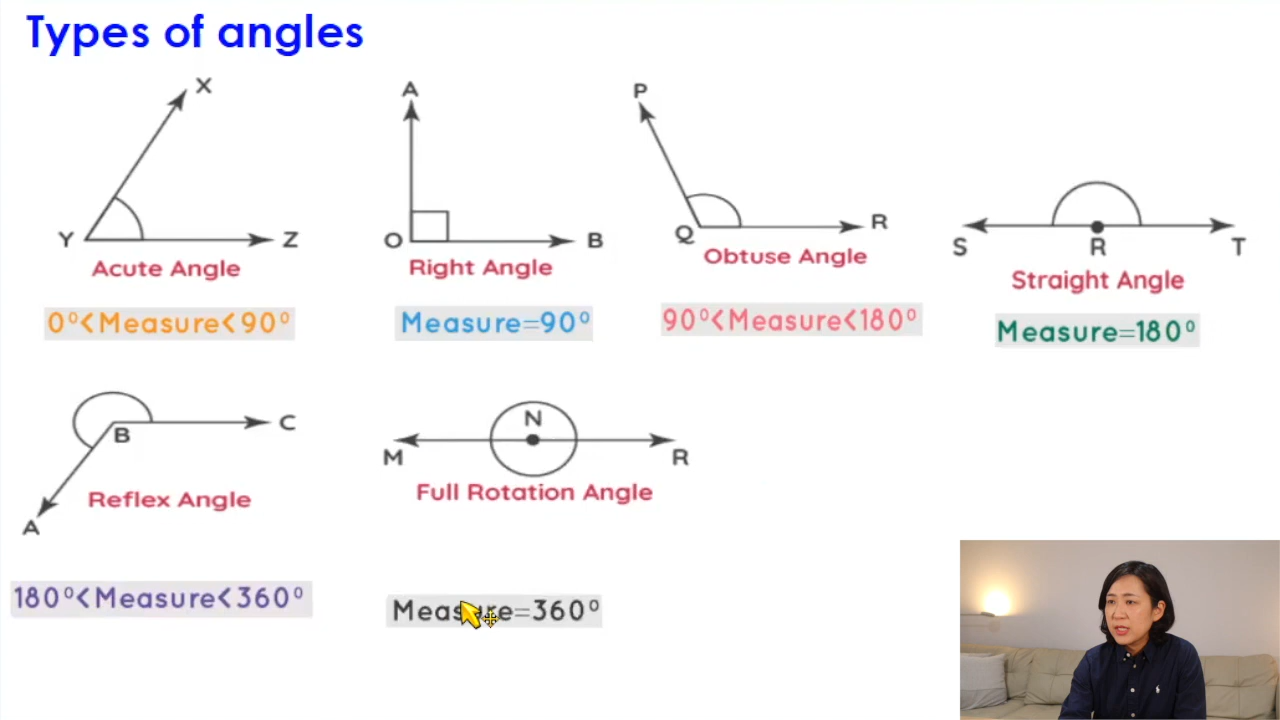 Types of angles
X
Y
Z
Acute Angle
0º<Measure<90º
A
O
B
Right Angle
Measure=90º
P
Q
R
Obtuse Angle
90º<Measure<180º
S
R
T
Straight Angle
Measure=180º
B
C
A
Reflex Angle
180º<Measure<360º
N
M
R
Full Rotation Angle
Measure=360º